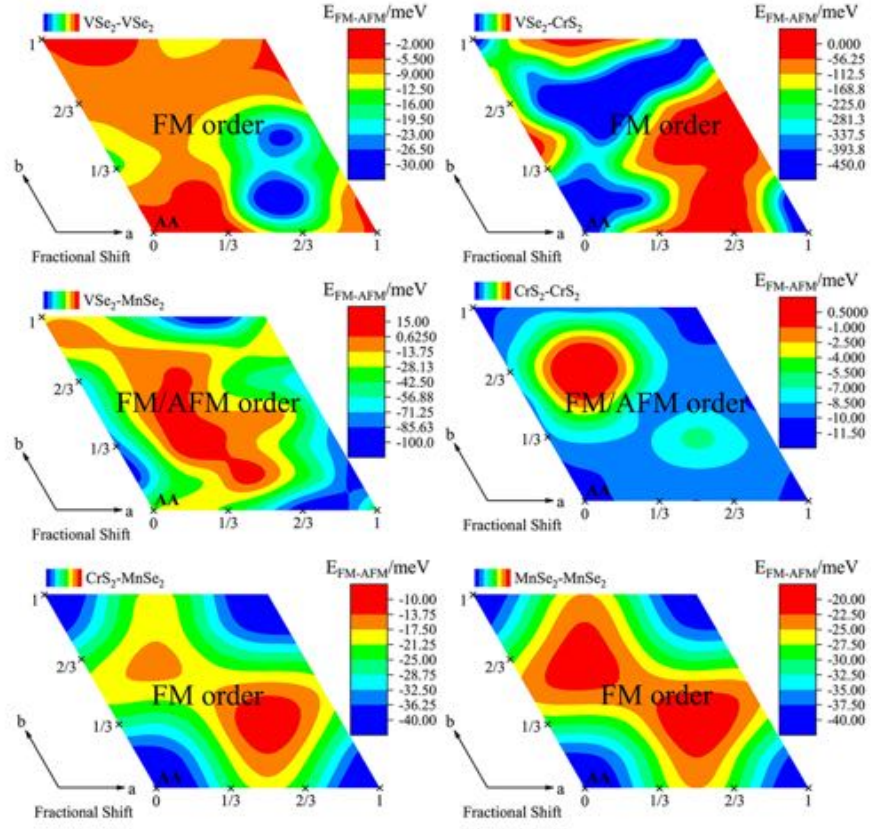 VSe₂-VSe₂
E_FM-AFM/meV
-2.000
-5.500
-9.000
-12.50
-16.00
-19.50
-23.00
-26.50
-30.00
1
2/3
1/3
FM order
AA
b
a
0
1/3
2/3
1
Fractional Shift
VSe₂-CrS₂
E_FM-AFM/meV
0.000
-56.25
-112.5
-168.8
-225.0
-281.3
-337.5
-393.8
-450.0
1
2/3
1/3
FM order
AA
b
a
0
1/3
2/3
1
Fractional Shift
VSe₂-MnSe₂
E_FM-AFM/meV
15.00
0.6250
-13.75
-28.13
-42.50
-56.88
-71.25
-85.63
-100.0
1
2/3
1/3
FM/AFM order
AA
b
a
0
1/3
2/3
1
Fractional Shift
CrS₂-CrS₂
E_FM-AFM/meV
0.5000
-1.000
-2.500
-4.000
-5.500
-7.000
-8.500
-10.00
-11.50
1
2/3
1/3
FM/AFM order
AA
b
a
0
1/3
2/3
1
Fractional Shift
CrS₂-MnSe₂
E_FM-AFM/meV
-10.00
-13.75
-17.50
-21.25
-25.00
-28.75
-32.50
-36.25
-40.00
1
2/3
1/3
FM order
AA
b
a
0
1/3
2/3
1
Fractional Shift
MnSe₂-MnSe₂
E_FM-AFM/meV
-20.00
-22.50
-25.00
-27.50
-30.00
-32.50
-35.00
-37.50
-40.00
1
2/3
1/3
FM order
AA
b
a
0
1/3
2/3
1
Fractional Shift